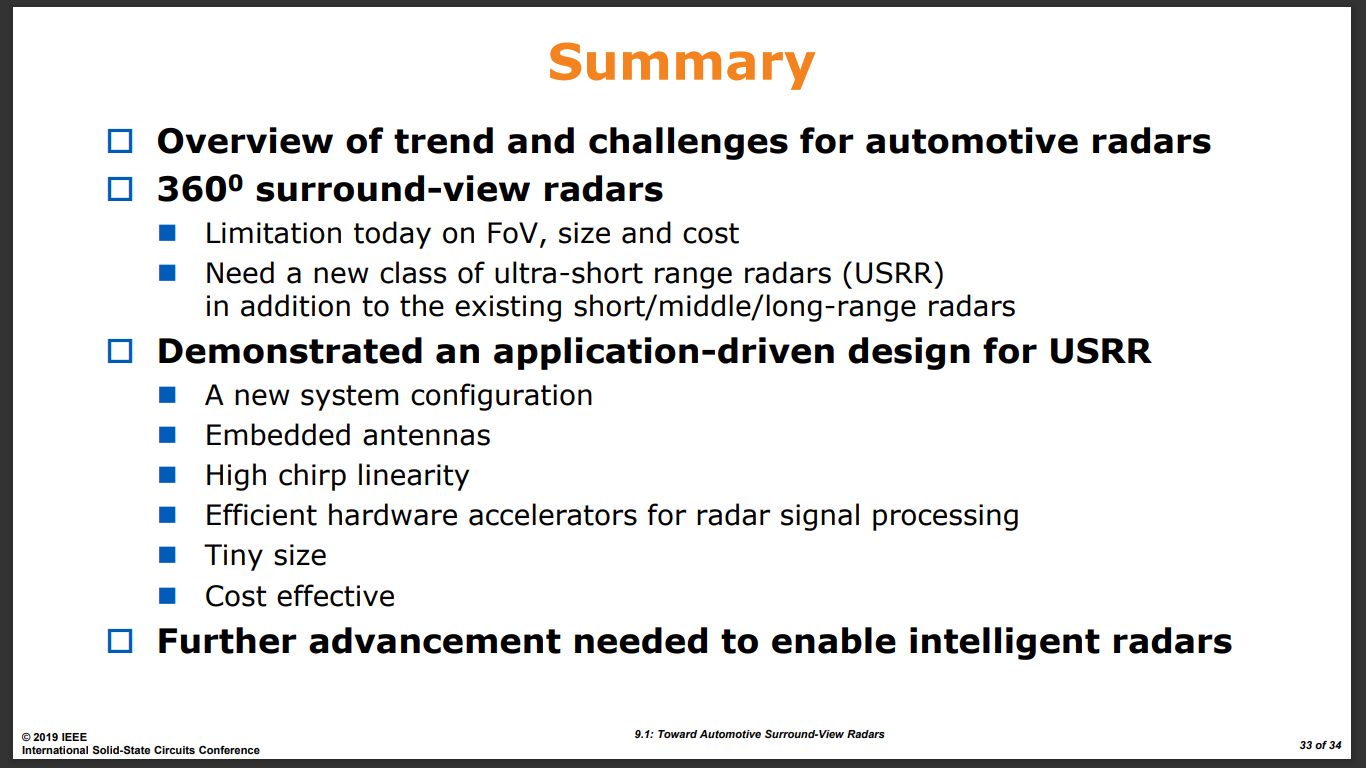 Summary
Overview of trend and challenges for automotive radars
360⁰ surround-view radars
Limitation today on FoV, size and cost
Need a new class of ultra-short range radars (USRR)
in addition to the existing short/middle/long-range radars
Demonstrated an application-driven design for USRR
A new system configuration
Embedded antennas
High chirp linearity
Efficient hardware accelerators for radar signal processing
Tiny size
Cost effective
Further advancement needed to enable intelligent radars
© 2019 IEEE
International Solid-State Circuits Conference
9.1: Toward Automotive Surround-View Radars
33 of 34